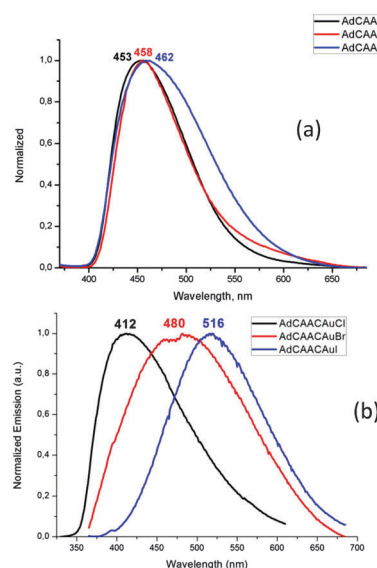 AdCAA
AdCAA
AdCAA
453 458 462
(a)
1,0
0,8
0,6
0,4
0,2
0,0
Normalized
400 450 500 550 600 650
Wavelength, nm
412 480 516
AdCAACAuCl
AdCAACAuBr
AdCAACAuI
(b)
1,0
0,8
0,6
0,4
0,2
0,0
Normalized Emission (a.u.)
350 400 450 500 550 600 650 700
Wavelength (nm)